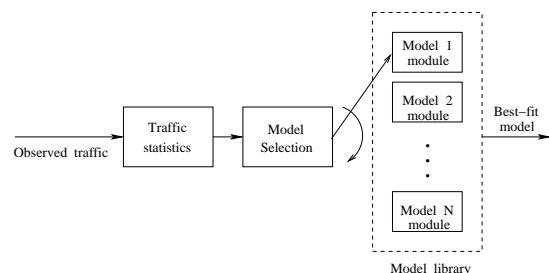 Observed traffic
Traffic
statistics
Model
Selection
Model 1
module
Model 2
module
Model N
module
Model library
Best-fit
model